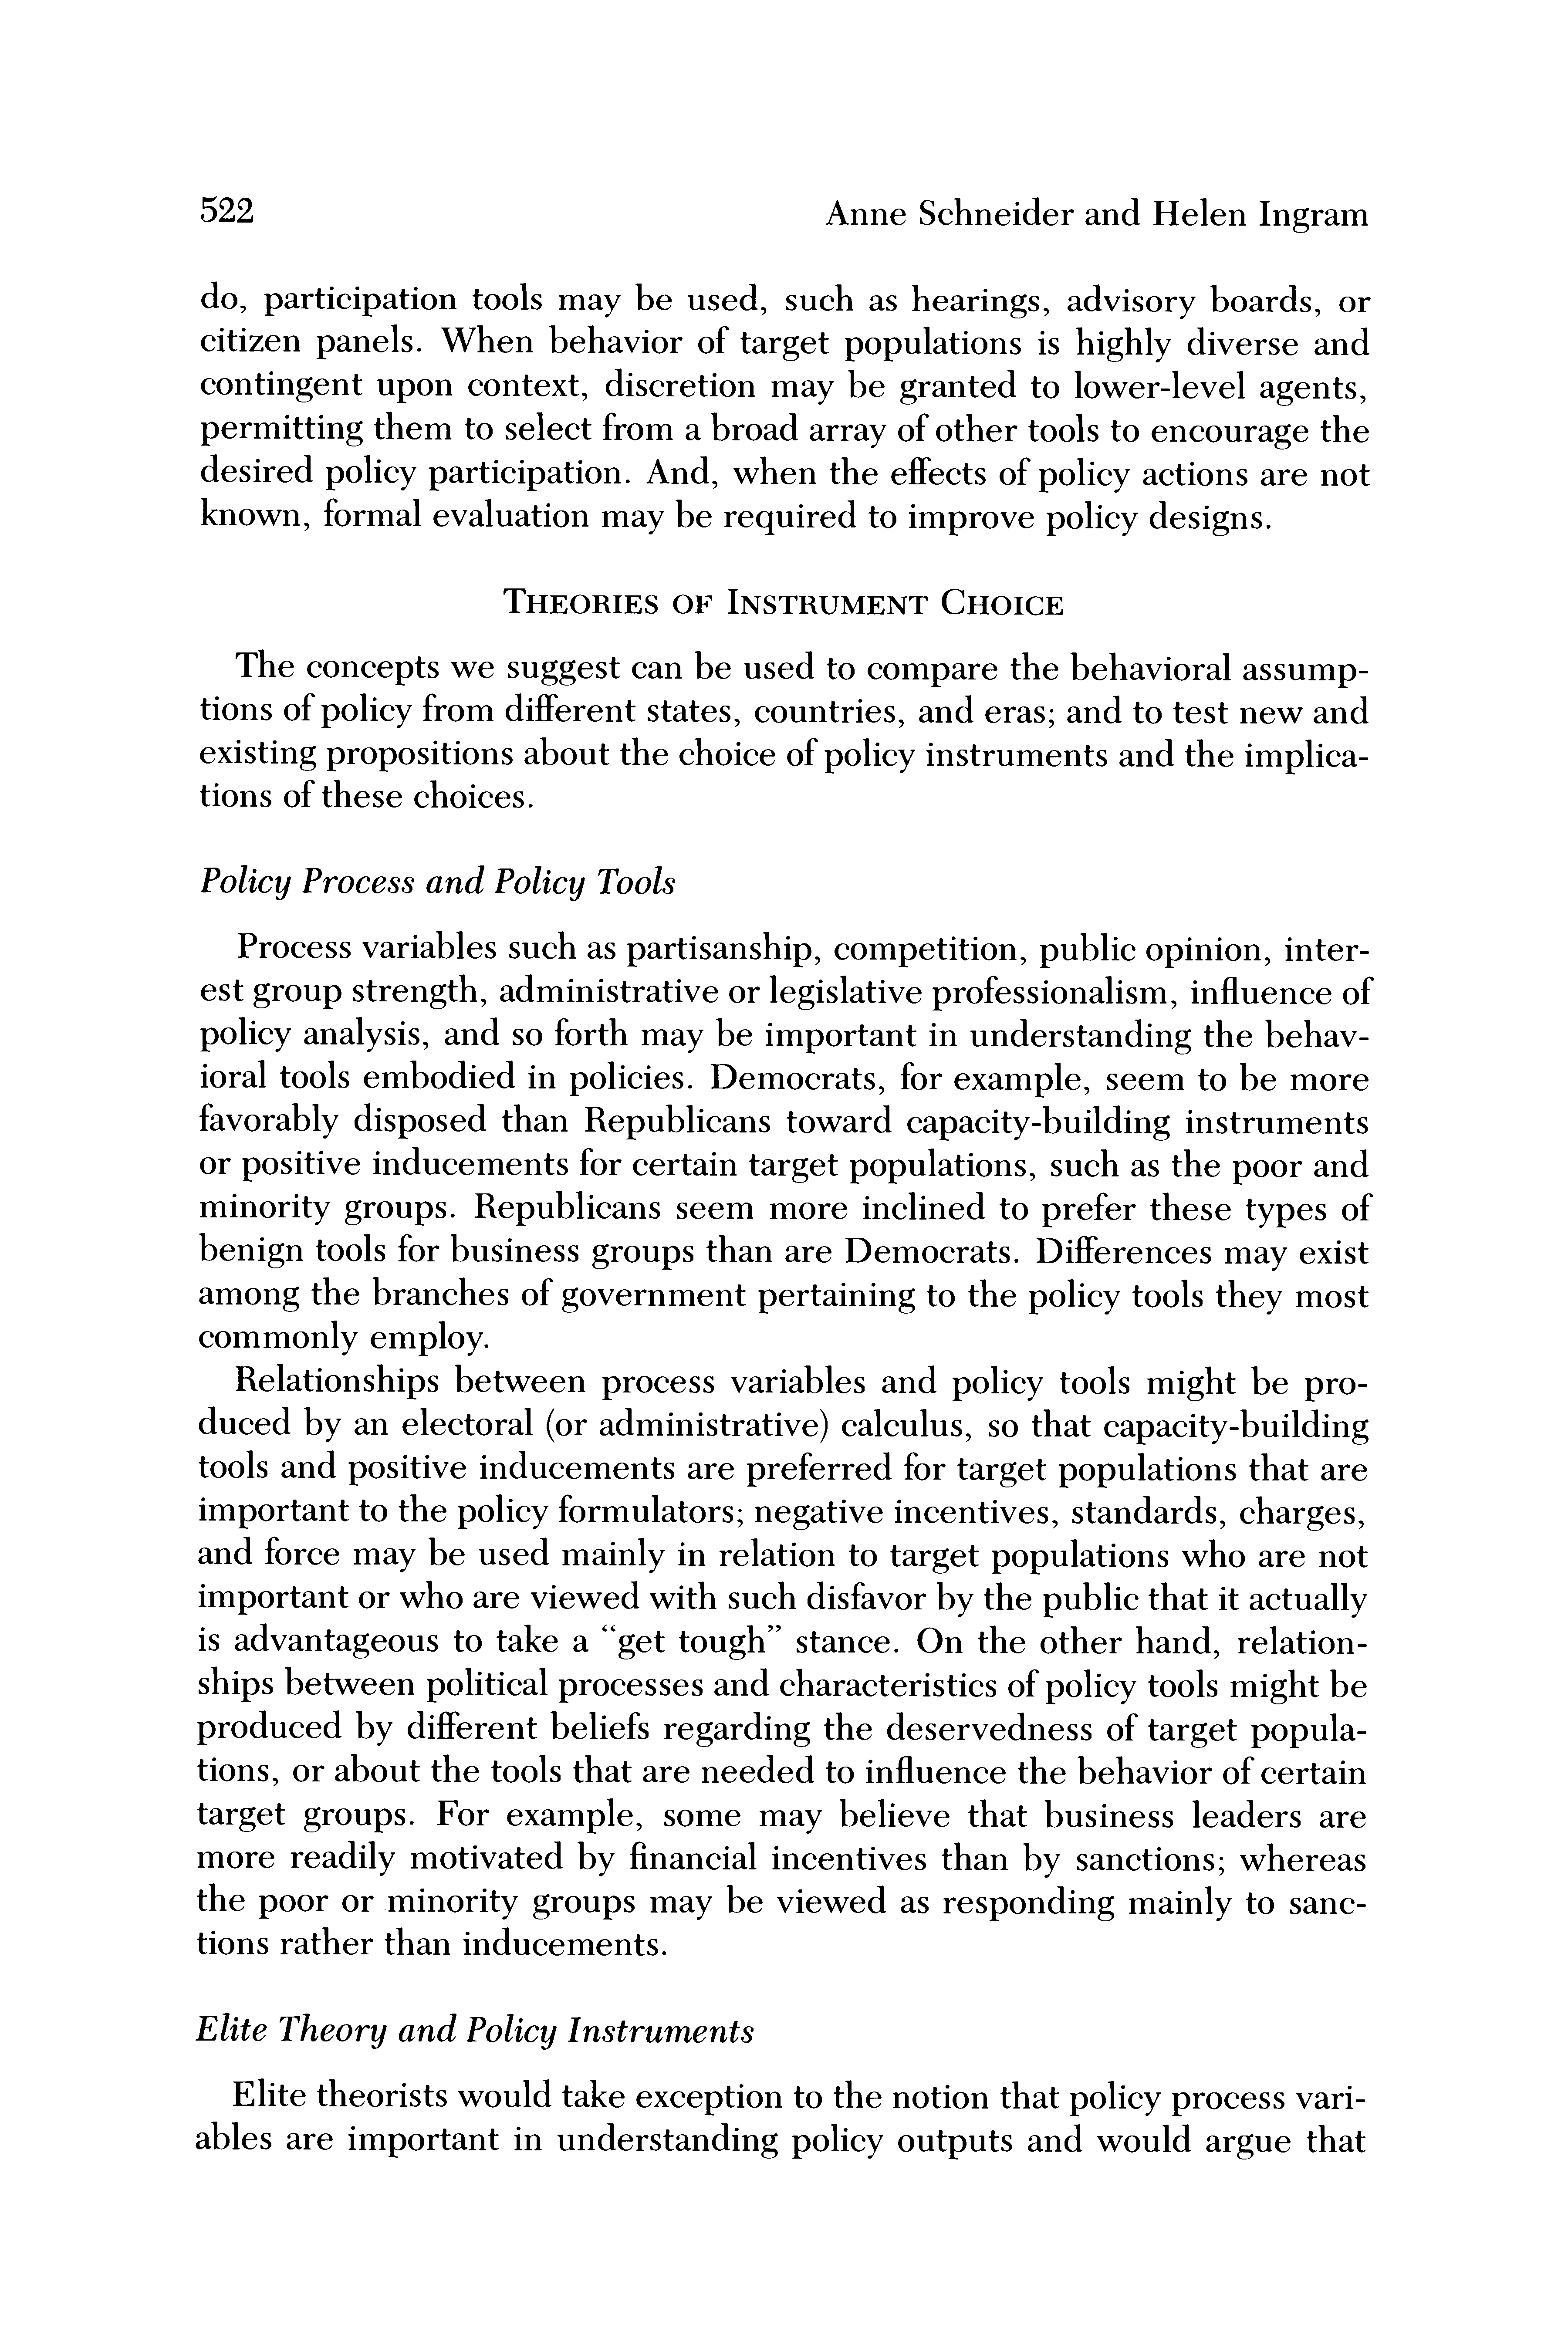 522
Anne Schneider and Helen Ingram
do, participation tools may be used, such as hearings, advisory boards, or
citizen panels. When behavior of target populations is highly diverse and
contingent upon context, discretion may be granted to lower-level agents,
permitting them to select from a broad array of other tools to encourage the
desired policy participation. And, when the effects of policy actions are not
known, formal evaluation may be required to improve policy designs.
THEORIES OF INSTRUMENT CHOICE
The concepts we suggest can be used to compare the behavioral assump-
tions of policy from different states, countries, and eras; and to test new and
existing propositions about the choice of policy instruments and the implica-
tions of these choices.
Policy Process and Policy Tools
Process variables such as partisanship, competition, public opinion, inter-
est group strength, administrative or legislative professionalism, influence of
policy analysis, and so forth may be important in understanding the behav-
ioral tools embodied in policies. Democrats, for example, seem to be more
favorably disposed than Republicans toward capacity-building instruments
or positive inducements for certain target populations, such as the poor and
minority groups. Republicans seem more inclined to prefer these types of
benign tools for business groups than are Democrats. Differences may exist
among the branches of government pertaining to the policy tools they most
commonly employ.
Relationships between process variables and policy tools might be pro-
duced by an electoral (or administrative) calculus, so that capacity-building
tools and positive inducements are preferred for target populations that are
important to the policy formulators; negative incentives, standards, charges,
and force may be used mainly in relation to target populations who are not
important or who are viewed with such disfavor by the public that it actually
is advantageous to take a “get tough” stance. On the other hand, relation-
ships between political processes and characteristics of policy tools might be
produced by different beliefs regarding the deservedness of target popula-
tions, or about the tools that are needed to influence the behavior of certain
target groups. For example, some may believe that business leaders are
more readily motivated by financial incentives than by sanctions; whereas
the poor or minority groups may be viewed as responding mainly to sanc-
tions rather than inducements.
Elite Theory and Policy Instruments
Elite theorists would take exception to the notion that policy process vari-
ables are important in understanding policy outputs and would argue that